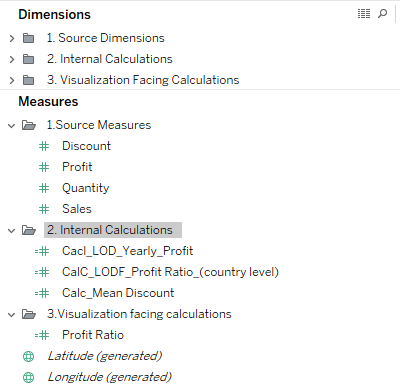 Dimensions
1. Source Dimensions
2. Internal Calculations
3. Visualization Facing Calculations
Measures
1.Source Measures
Discount
Profit
Quantity
Sales
2. Internal Calculations
Cacl_LOD_Yearly_Profit
CalC_LODF_Profit Ratio_(country level)
Calc_Mean Discount
3.Visualization facing calculations
Profit Ratio
Latitude (generated)
Longitude (generated)